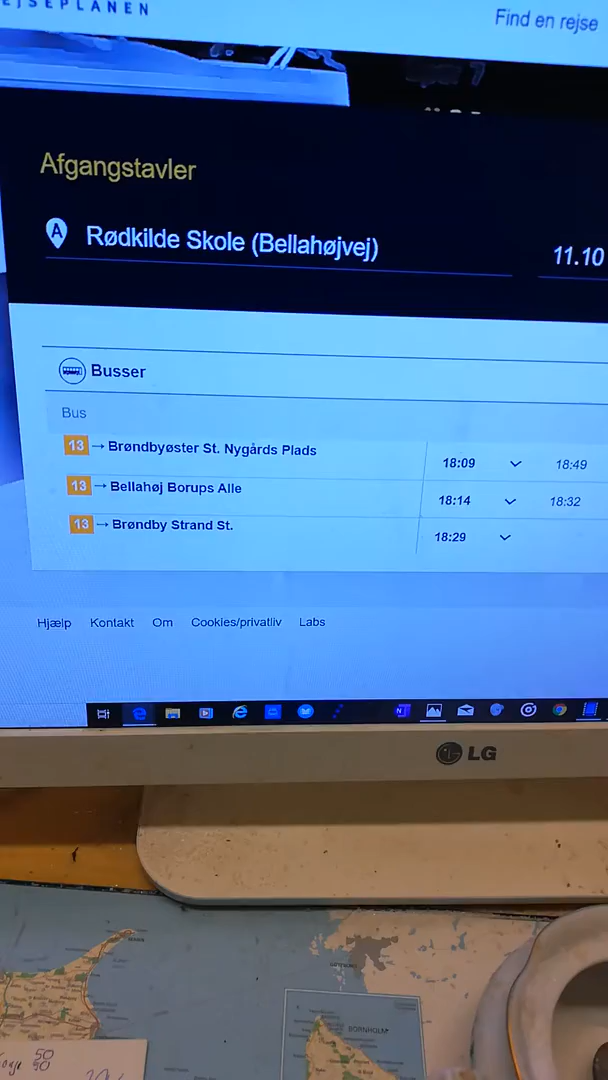 EJSEPLANEN
Find en rejse
Afgangstavler
A
Rødkilde Skole (Bellahøjvej)
11.10
Busser
Bus
13 → Brøndbyøster St. Nygårds Plads 18:09 18:49
13 → Bellahøj Borups Alle 18:14 18:32
13 → Brøndby Strand St. 18:29
Hjælp Kontakt Om Cookies/privatliv Labs
LG
BORNHOLM
50